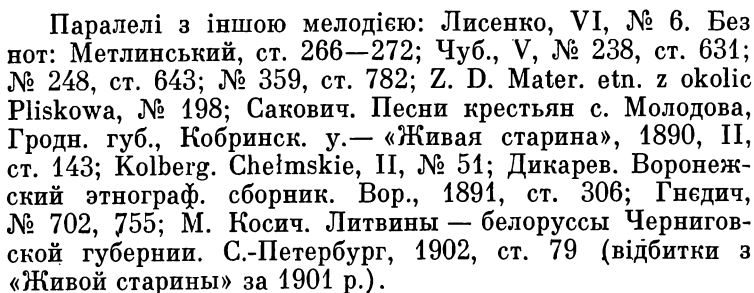 Паралелі з іншою мелодією: Лисенко, VI, № 6. Без
нот: Метлинський, ст. 266—272; Чуб., V, № 238, ст. 631;
№ 248, ст. 643; № 359, ст. 782; Z. D. Mater. etn. z okolic
Pliskowa, № 198; Сакович. Песни крестьян с. Молодова,
Гродн. губ., Кобринск. у.— «Живая старина», 1890, II,
ст. 143; Kolberg. Chełmskie, II, № 51; Дикарев. Воронеж-
ский этнограф. сборник. Вор., 1891, ст. 306; Гнєдич,
№ 702, 755; М. Косич. Литвины — белоруссы Чернигов-
ской губернии. С.-Петербург, 1902, ст. 79 (відбитки з
«Живой старины» за 1901 р.).